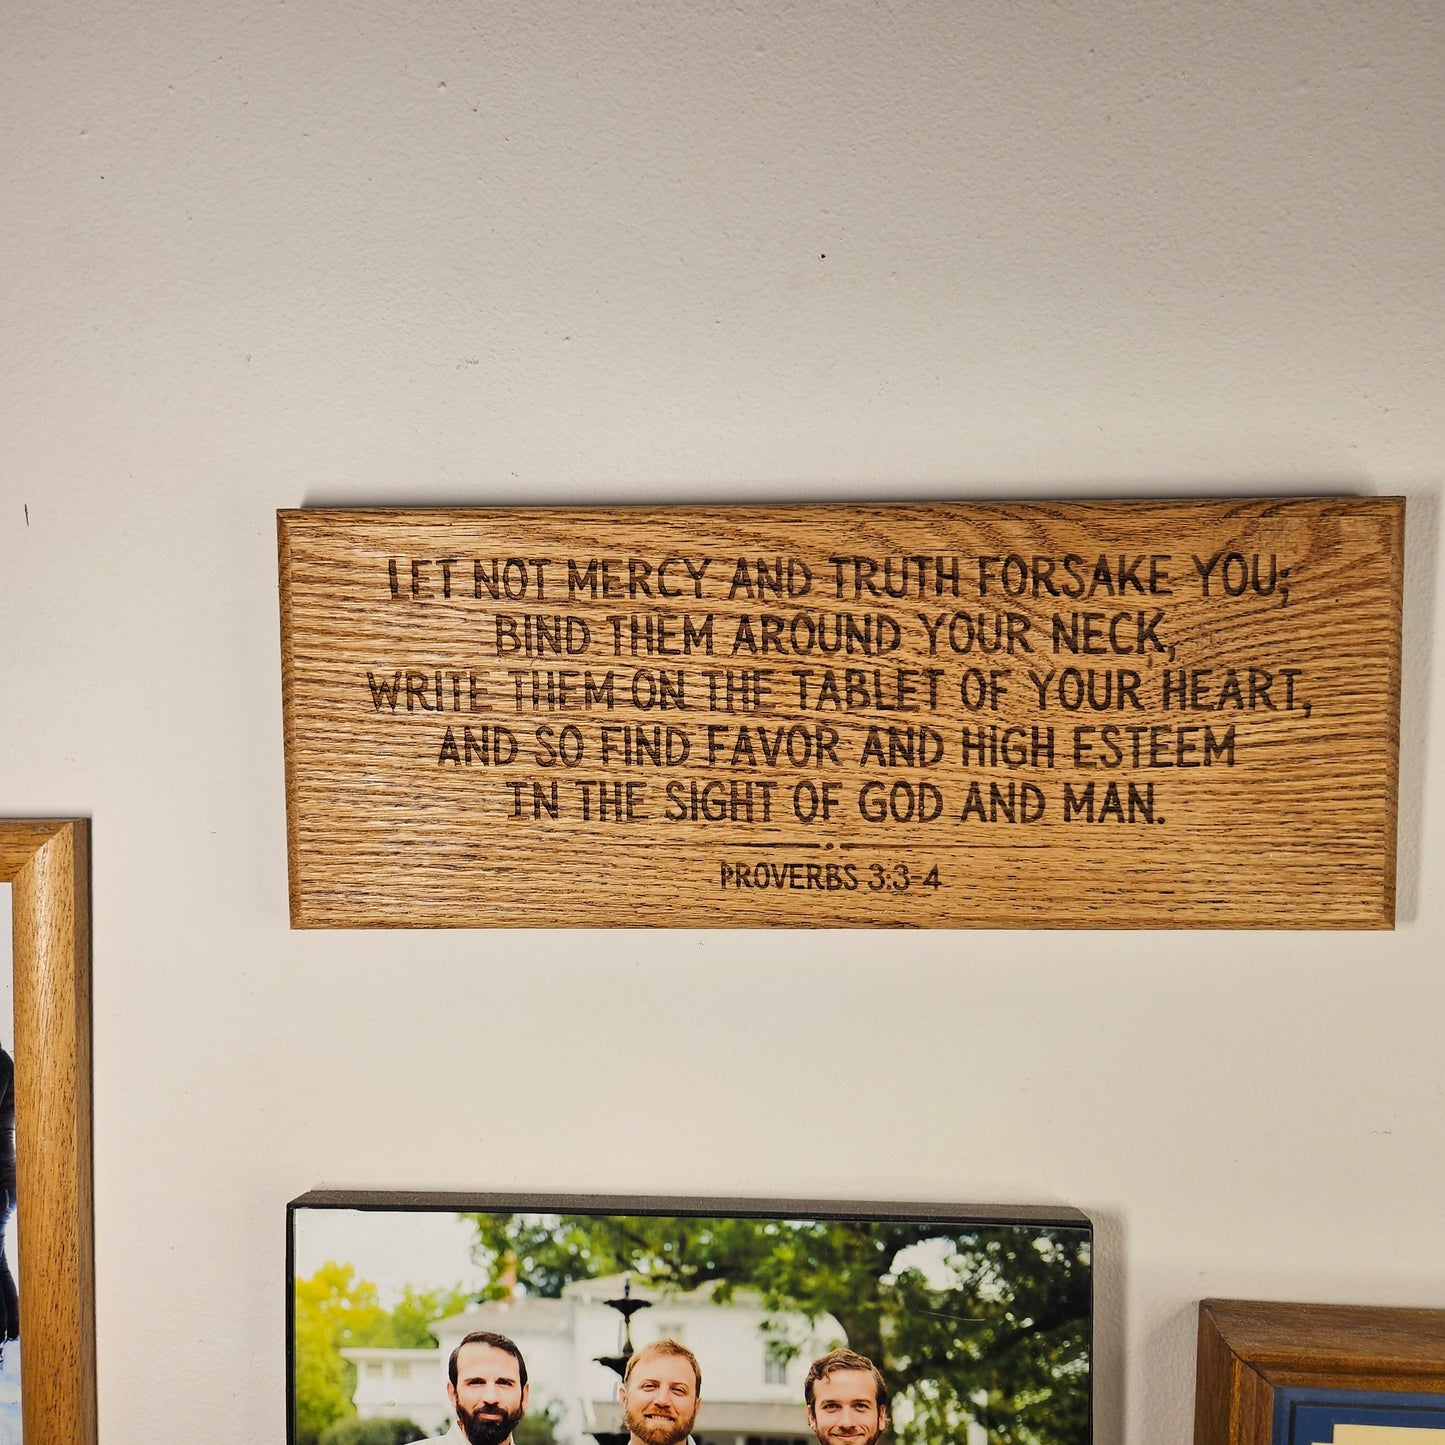 LET NOT MERCY AND TRUTH FORSAKE YOU;
BIND THEM AROUND YOUR NECK,
WRITE THEM ON THE TABLET OF YOUR HEART,
AND SO FIND FAVOR AND HIGH ESTEEM
IN THE SIGHT OF GOD AND MAN.
PROVERBS 3:3-4